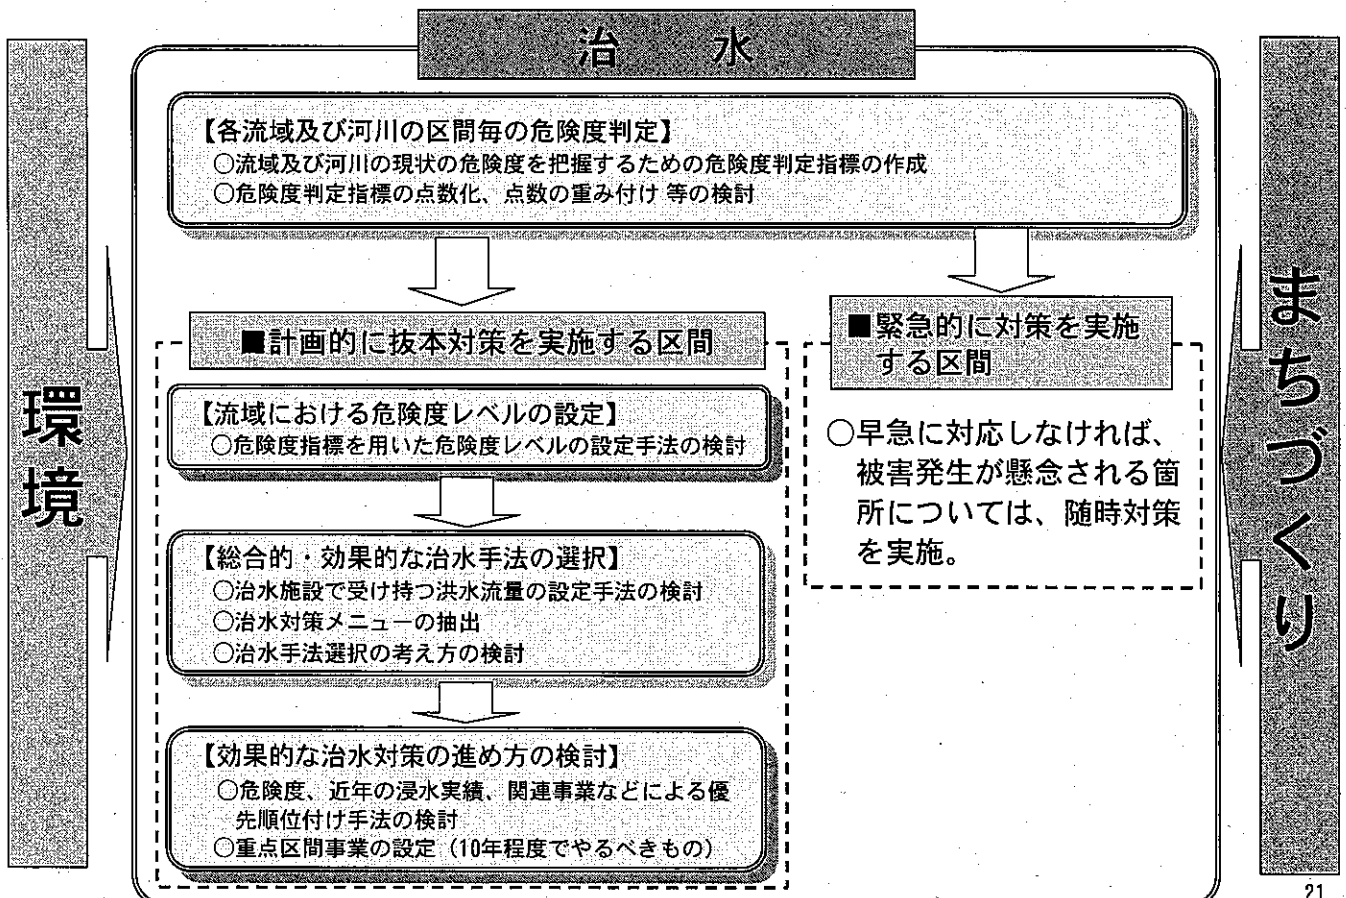 治水
環境
まちづくり
【各流域及び河川の区間毎の危険度判定】
○流域及び河川の現状の危険度を把握するための危険度判定指標の作成
○危険度判定指標の点数化、点数の重み付け 等の検討
■計画的に抜本対策を実施する区間
【流域における危険度レベルの設定】
○危険度指標を用いた危険度レベルの設定手法の検討
【総合的・効果的な治水手法の選択】
○治水施設で受け持つ洪水流量の設定手法の検討
○治水対策メニューの抽出
○治水手法選択の考え方の検討
【効果的な治水対策の進め方の検討】
○危険度、近年の浸水実績、関連事業などによる優
先順位付け手法の検討
○重点区間事業の設定（10年程度でやるべきもの）
■緊急的に対策を実施
する区間
○早急に対応しなければ、
被害発生が懸念される箇
所については、随時対策
を実施。
21